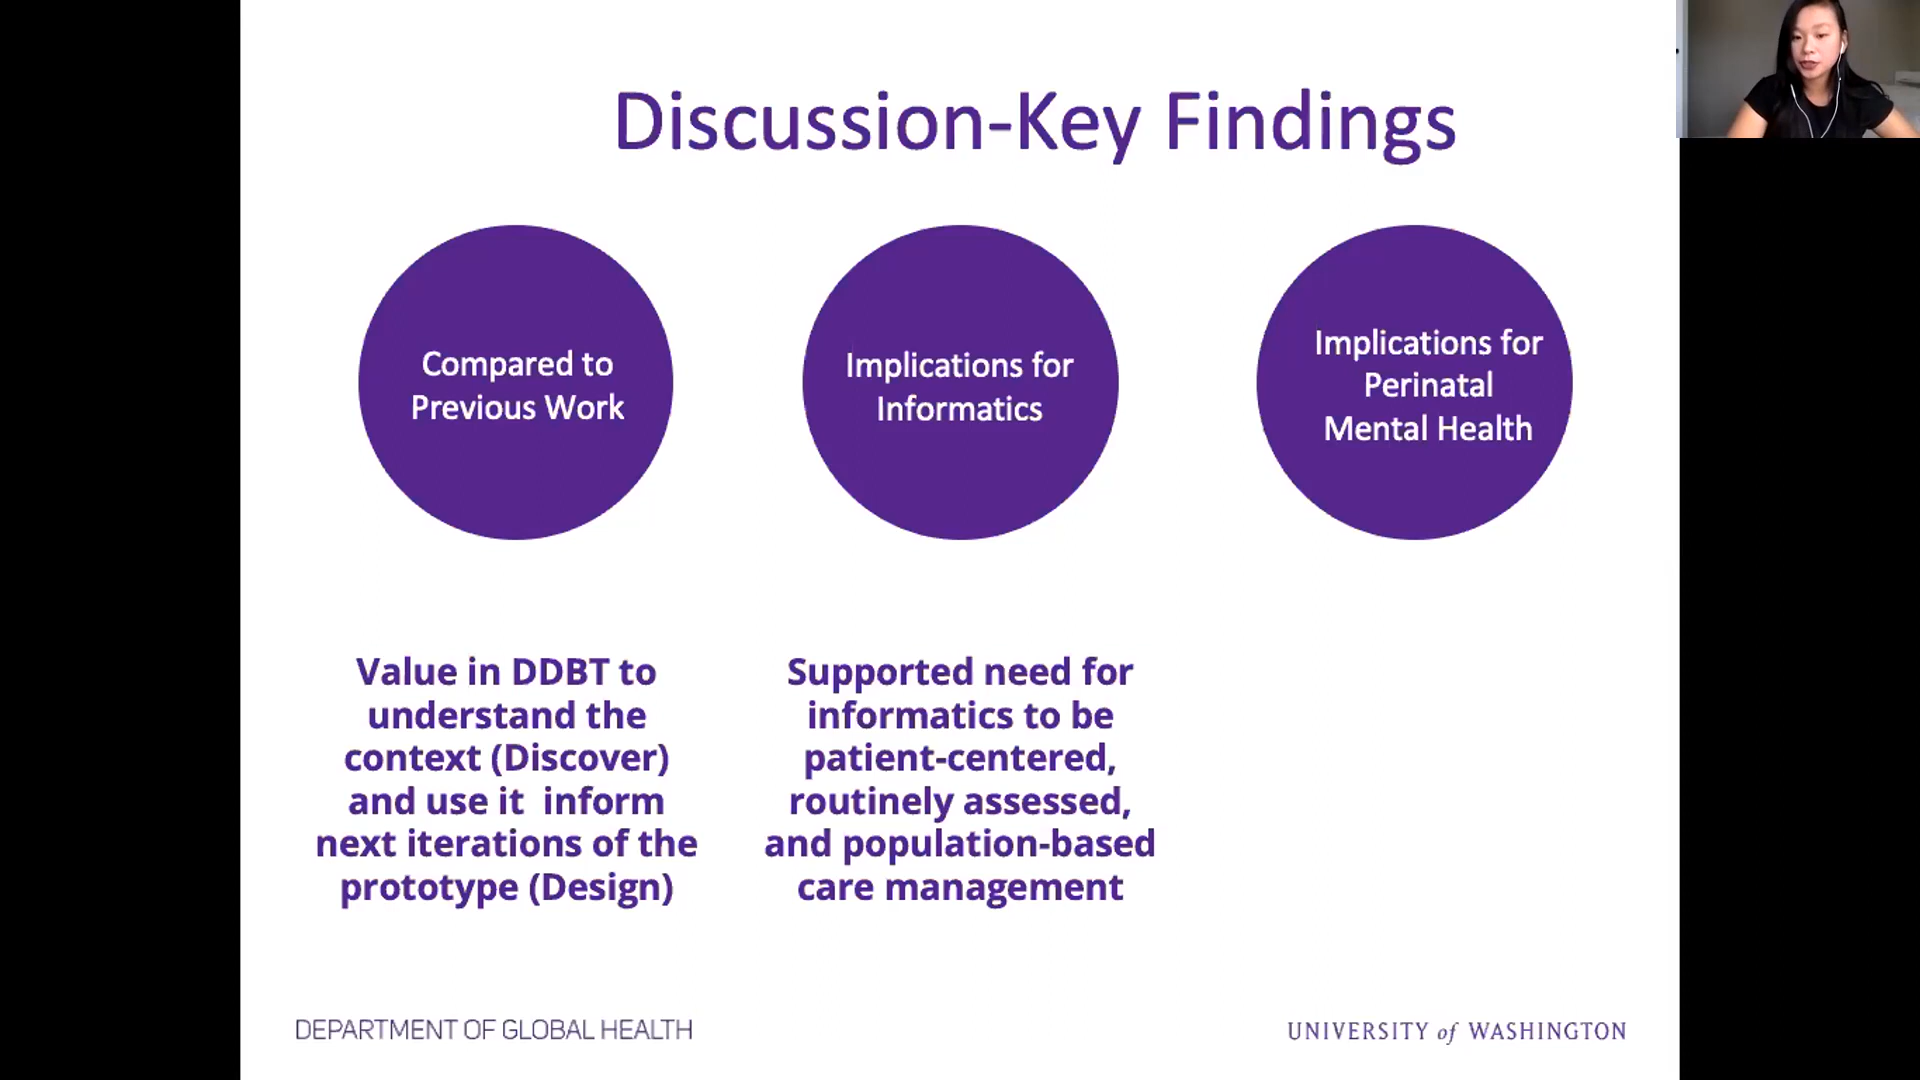 Discussion-Key Findings
Compared to
Previous Work
Implications for
Informatics
Implications for
Perinatal
Mental Health
Value in DDBT to
understand the
context (Discover)
and use it  inform
next iterations of the
prototype (Design)
Supported need for
informatics to be
patient-centered,
routinely assessed,
and population-based
care management
DEPARTMENT OF GLOBAL HEALTH
UNIVERSITY of WASHINGTON